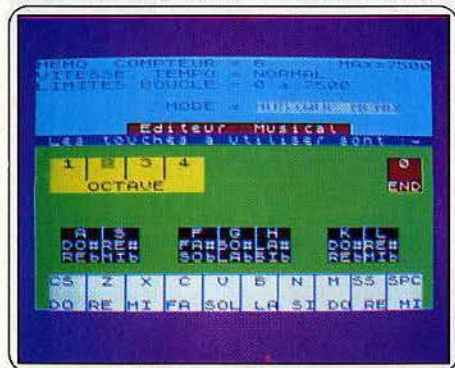 MEMO COMPTEUR = 6 MAX=7500
VITESSE TEMPO = NORMAL
LIMITES BOUCLE = 0 a 7500
MODE = MUSIQUE MEMO
Editeur Musical
Les touches a utiliser sont
1 2 3 4
0
OCTAVE
END
A S F G H K L
DO# RE# FA# SOL# LA# DO# RE#
REb MIb SOLb LAb SIb REb MIb
CS Z X C V B N M SS SPC
DO RE MI FA SOL LA SI DO RE MI